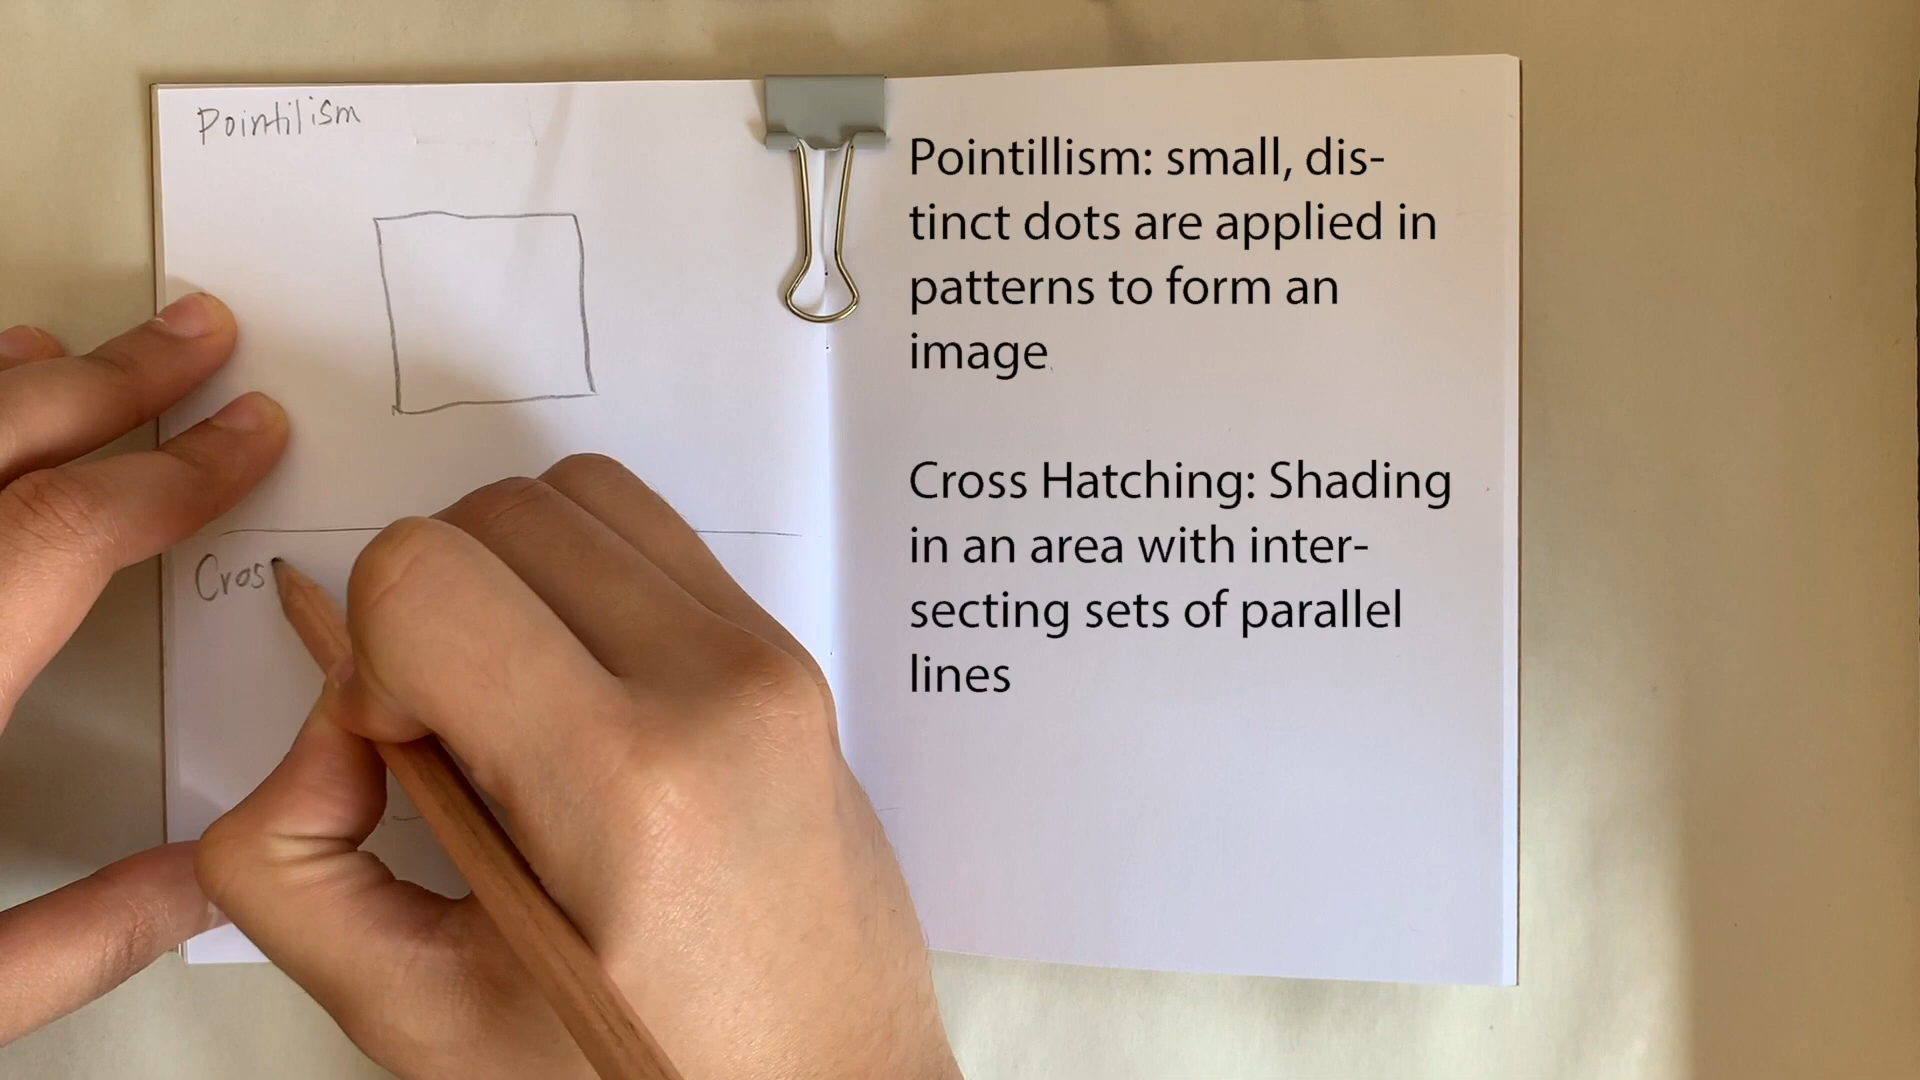 Pointilism
Cros
Pointillism: small, dis-
tinct dots are applied in
patterns to form an
image
Cross Hatching: Shading
in an area with inter-
secting sets of parallel
lines